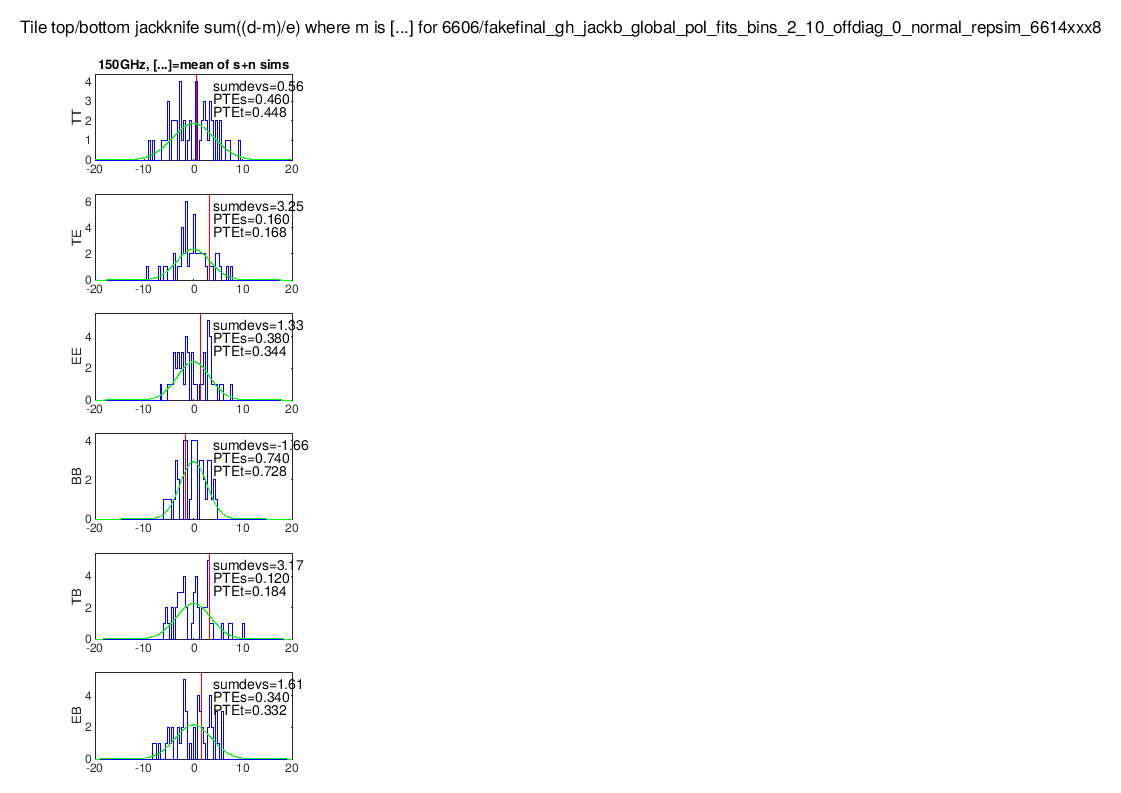 Tile top/bottom jackknife sum((d-m)/e) where m is [...] for 6606/fakefinal_gh_jackb_global_pol_fits_bins_2_10_offdiag_0_normal_repsim_6614xxx8
150GHz, [...]=mean of s+n sims
sumdevs=0.56
PTEs=0.460
PTEt=0.448
TT
4
3
2
1
0
-20 -10 0 10 20
sumdevs=3.25
PTEs=0.160
PTEt=0.168
TE
6
4
2
0
-20 -10 0 10 20
sumdevs=1.33
PTEs=0.380
PTEt=0.344
EE
4
2
0
-20 -10 0 10 20
sumdevs=-1.66
PTEs=0.740
PTEt=0.728
BB
4
2
0
-20 -10 0 10 20
sumdevs=3.17
PTEs=0.120
PTEt=0.184
TB
4
2
0
-20 -10 0 10 20
sumdevs=1.61
PTEs=0.340
PTEt=0.332
EB
4
2
0
-20 -10 0 10 20